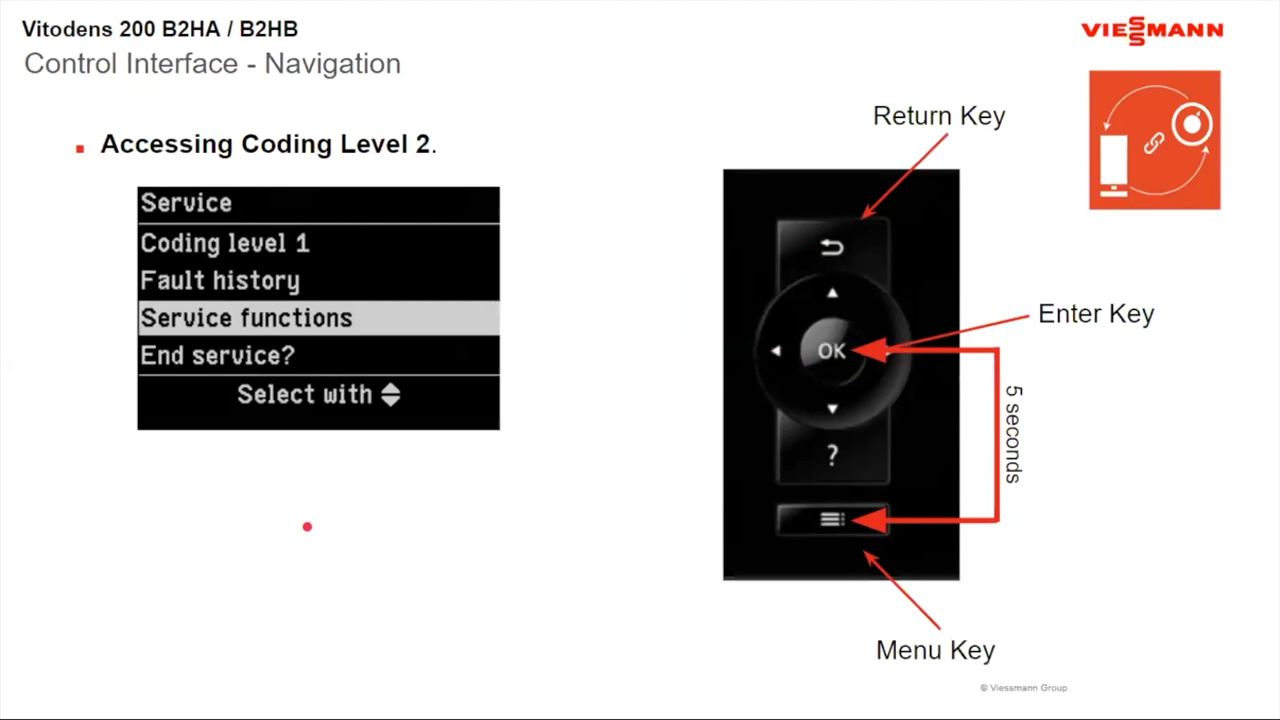 Vitodens 200 B2HA / B2HB
Control Interface - Navigation
VIESSMANN
Accessing Coding Level 2.
Service
Coding level 1
Fault history
Service functions
End service?
Select with
Return Key
OK
?
Enter Key
5 seconds
Menu Key
© Viessmann Group